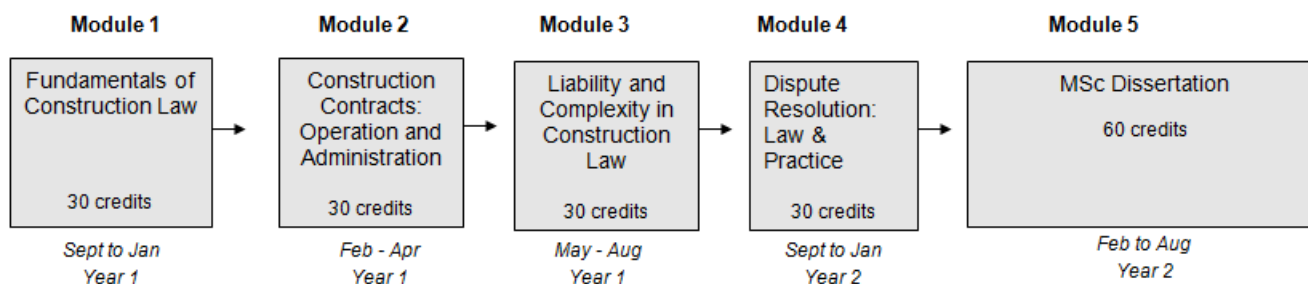 Module 1
Fundamentals of
Construction Law
30 credits
Sept to Jan
Year 1
Module 2
Construction
Contracts:
Operation and
Administration
30 credits
Feb - Apr
Year 1
Module 3
Liability and
Complexity in
Construction
Law
30 credits
May - Aug
Year 1
Module 4
Dispute
Resolution:
Law &
Practice
30 credits
Sept to Jan
Year 2
Module 5
MSc Dissertation
60 credits
Feb to Aug
Year 2